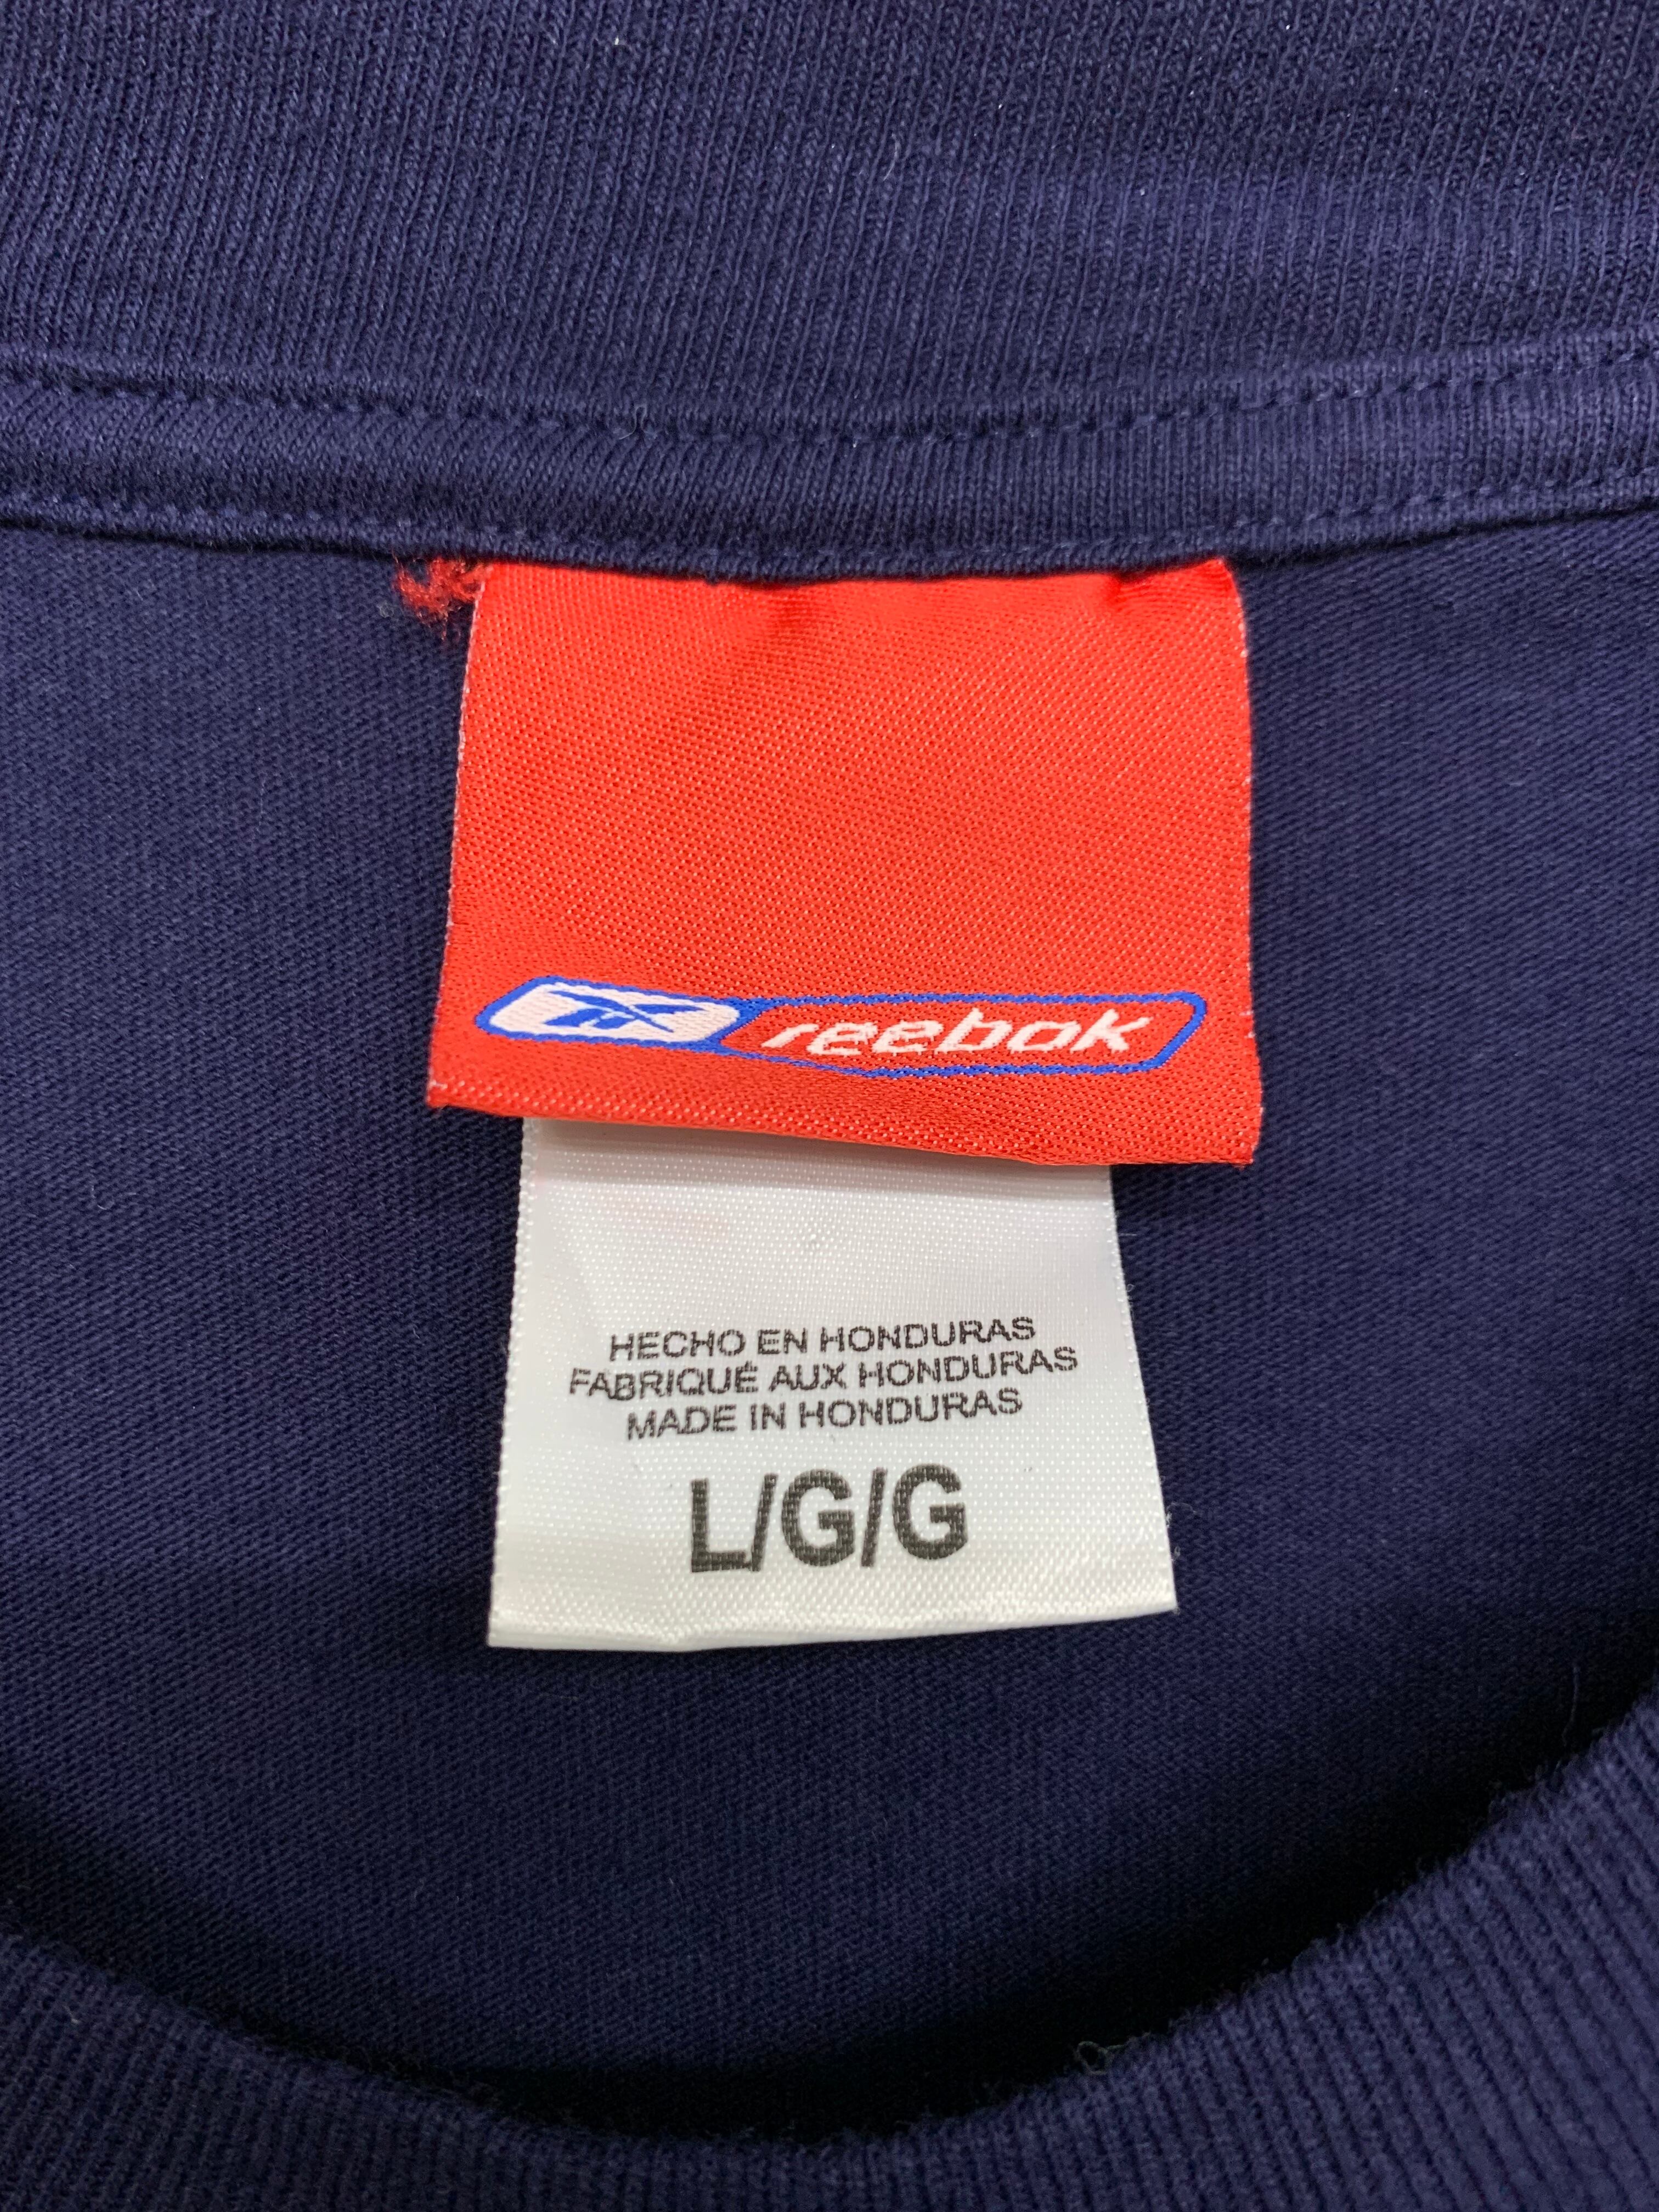 reebok
HECHO EN HONDURAS
FABRIQUÉ AUX HONDURAS
MADE IN HONDURAS
L/G/G